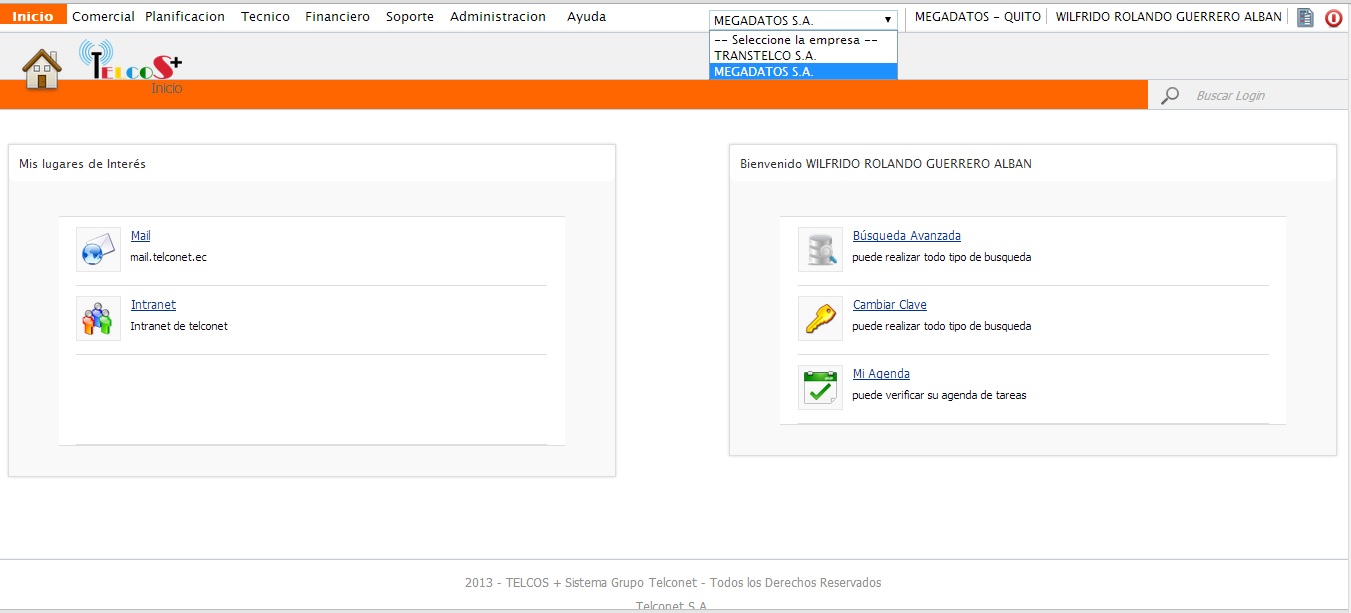 Inicio Comercial Planificacion Tecnico Financiero Soporte Administracion Ayuda MEGADATOS S.A. MEGADATOS - QUITO WILFRIDO ROLANDO GUERRERO ALBAN
-- Seleccione la empresa --
TRANSTELCO S.A.
MEGADATOS S.A.
TELCOS+
Inicio
Buscar Login
Mis lugares de Interés
Mail
mail.telconet.ec
Intranet
Intranet de telconet
Bienvenido WILFRIDO ROLANDO GUERRERO ALBAN
Búsqueda Avanzada
puede realizar todo tipo de busqueda
Cambiar Clave
puede realizar todo tipo de busqueda
Mi Agenda
puede verificar su agenda de tareas
2013 - TELCOS + Sistema Grupo Telconet - Todos los Derechos Reservados
Telconet S.A.